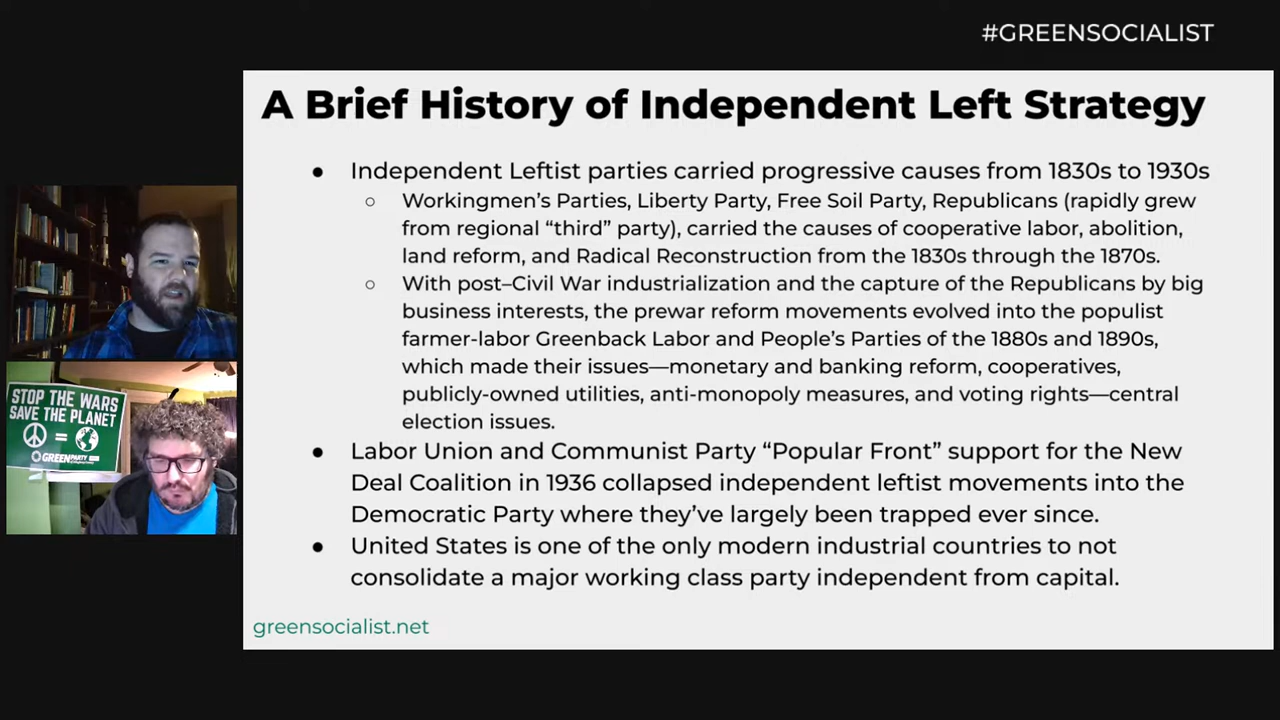 #GREENSOCIALIST
A Brief History of Independent Left Strategy
● Independent Leftist parties carried progressive causes from 1830s to 1930s
○ Workingmen’s Parties, Liberty Party, Free Soil Party, Republicans (rapidly grew
from regional “third” party), carried the causes of cooperative labor, abolition,
land reform, and Radical Reconstruction from the 1830s through the 1870s.
○ With post–Civil War industrialization and the capture of the Republicans by big
business interests, the prewar reform movements evolved into the populist
farmer-labor Greenback Labor and People’s Parties of the 1880s and 1890s,
which made their issues—monetary and banking reform, cooperatives,
publicly-owned utilities, anti-monopoly measures, and voting rights—central
election issues.
● Labor Union and Communist Party “Popular Front” support for the New
Deal Coalition in 1936 collapsed independent leftist movements into the
Democratic Party where they’ve largely been trapped ever since.
● United States is one of the only modern industrial countries to not
consolidate a major working class party independent from capital.
greensocialist.net
STOP THE WARS
SAVE THE PLANET
=
GREENPARTY